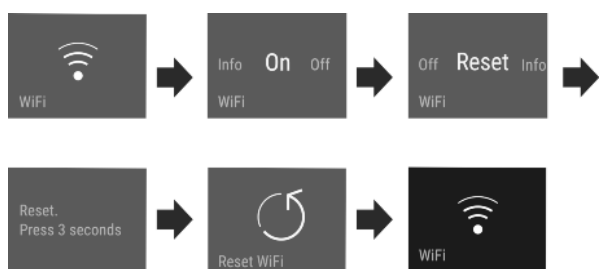 WiFi
Info On Off
WiFi
Off Reset Info
WiFi
Reset.
Press 3 seconds
Reset WiFi
WiFi